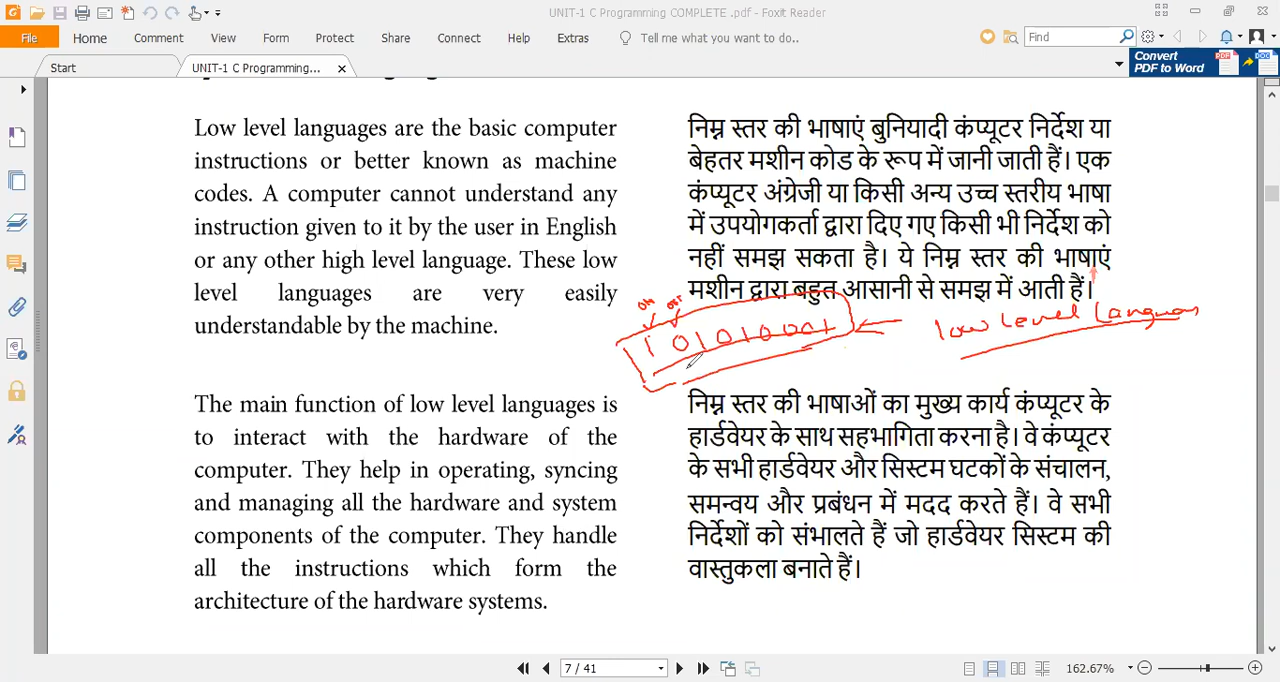 UNIT-1 C Programming COMPLETE .pdf - Foxit Reader
File Home Comment View Form Protect Share Connect Help Extras Tell me what you want to do.. Find
Start UNIT-1 C Programming...
Convert
PDF to Word
Low level languages are the basic computer
instructions or better known as machine
codes. A computer cannot understand any
instruction given to it by the user in English
or any other high level language. These low
level languages are very easily
understandable by the machine.
निम्न स्तर की भाषाएं बुनियादी कंप्यूटर निर्देश या
बेहतर मशीन कोड के रूप में जानी जाती हैं। एक
कंप्यूटर अंग्रेजी या किसी अन्य उच्च स्तरीय भाषा
में उपयोगकर्ता द्वारा दिए गए किसी भी निर्देश को
नहीं समझ सकता है। ये निम्न स्तर की भाषाएं
मशीन द्वारा बहुत आसानी से समझ में आती हैं।
101010001
low Level
The main function of low level languages is
to interact with the hardware of the
computer. They help in operating, syncing
and managing all the hardware and system
components of the computer. They handle
all the instructions which form the
architecture of the hardware systems.
निम्न स्तर की भाषाओं का मुख्य कार्य कंप्यूटर के
हार्डवेयर के साथ सहभागिता करना है। वे कंप्यूटर
के सभी हार्डवेयर और सिस्टम घटकों के संचालन,
समन्वय और प्रबंधन में मदद करते हैं। वे सभी
निर्देशों को संभालते हैं जो हार्डवेयर सिस्टम की
वास्तुकला बनाते हैं।
7 / 41
162.67%